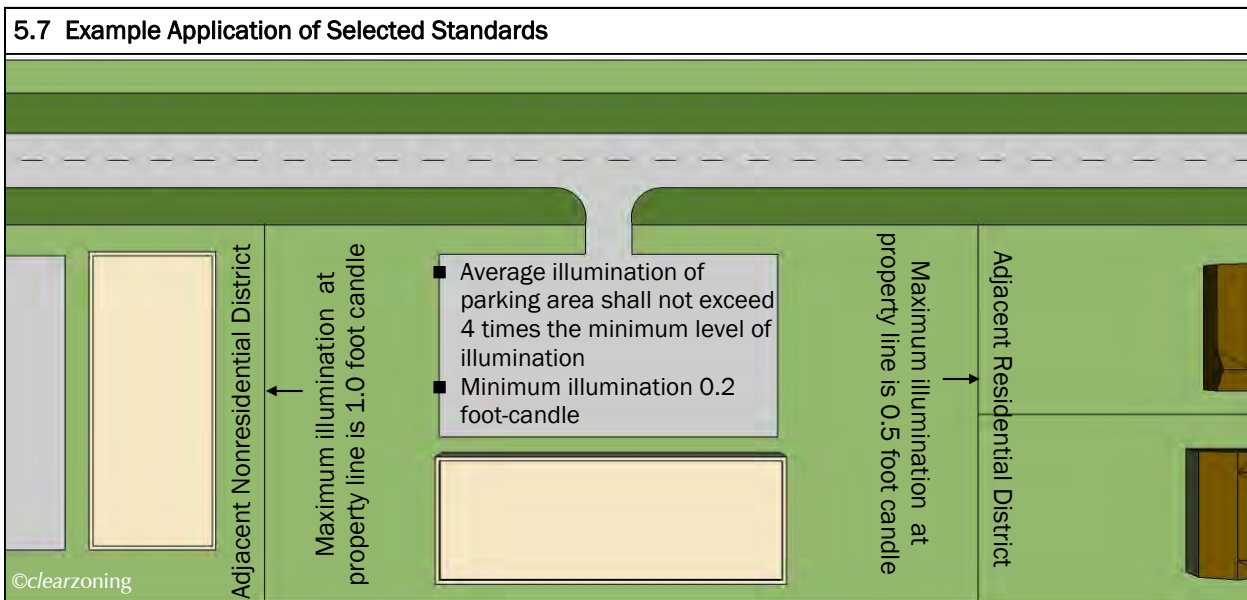 5.7 Example Application of Selected Standards
Adjacent Nonresidential District
Maximum illumination at
property line is 1.0 foot candle
■ Average illumination of
parking area shall not exceed
4 times the minimum level of
illumination
■ Minimum illumination 0.2
foot-candle
Maximum illumination at
property line is 0.5 foot candle
Adjacent Residential District
©clearzoning